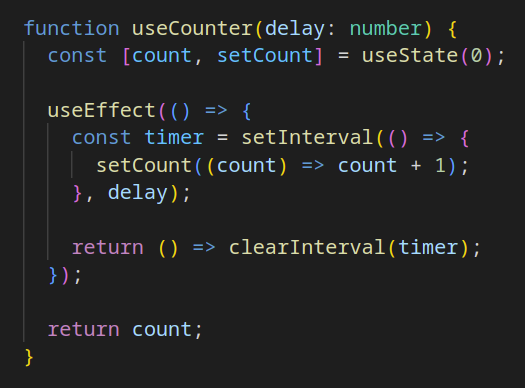 function useCounter(delay: number) {
  const [count, setCount] = useState(0);

  useEffect(() => {
    const timer = setInterval(() => {
      setCount((count) => count + 1);
    }, delay);

    return () => clearInterval(timer);
  });

  return count;
}